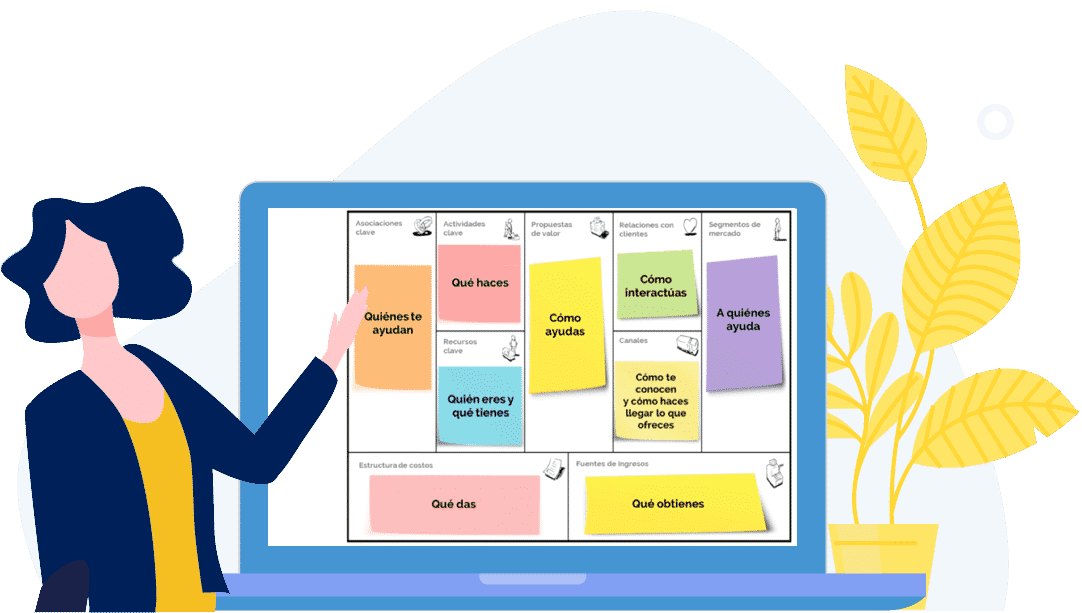 Asociaciones
clave
Quiénes te
ayudan
Actividades
clave
Qué haces
Recursos
clave
Quién eres y
qué tienes
Propuestas
de valor
Cómo
ayudas
Relaciones con
clientes
Cómo
interactúas
Canales
Cómo te
conocen
y cómo haces
llegar lo que
ofreces
Segmentos de
mercado
A quiénes
ayuda
Estructura de costos
Qué das
Fuentes de ingresos
Qué obtienes